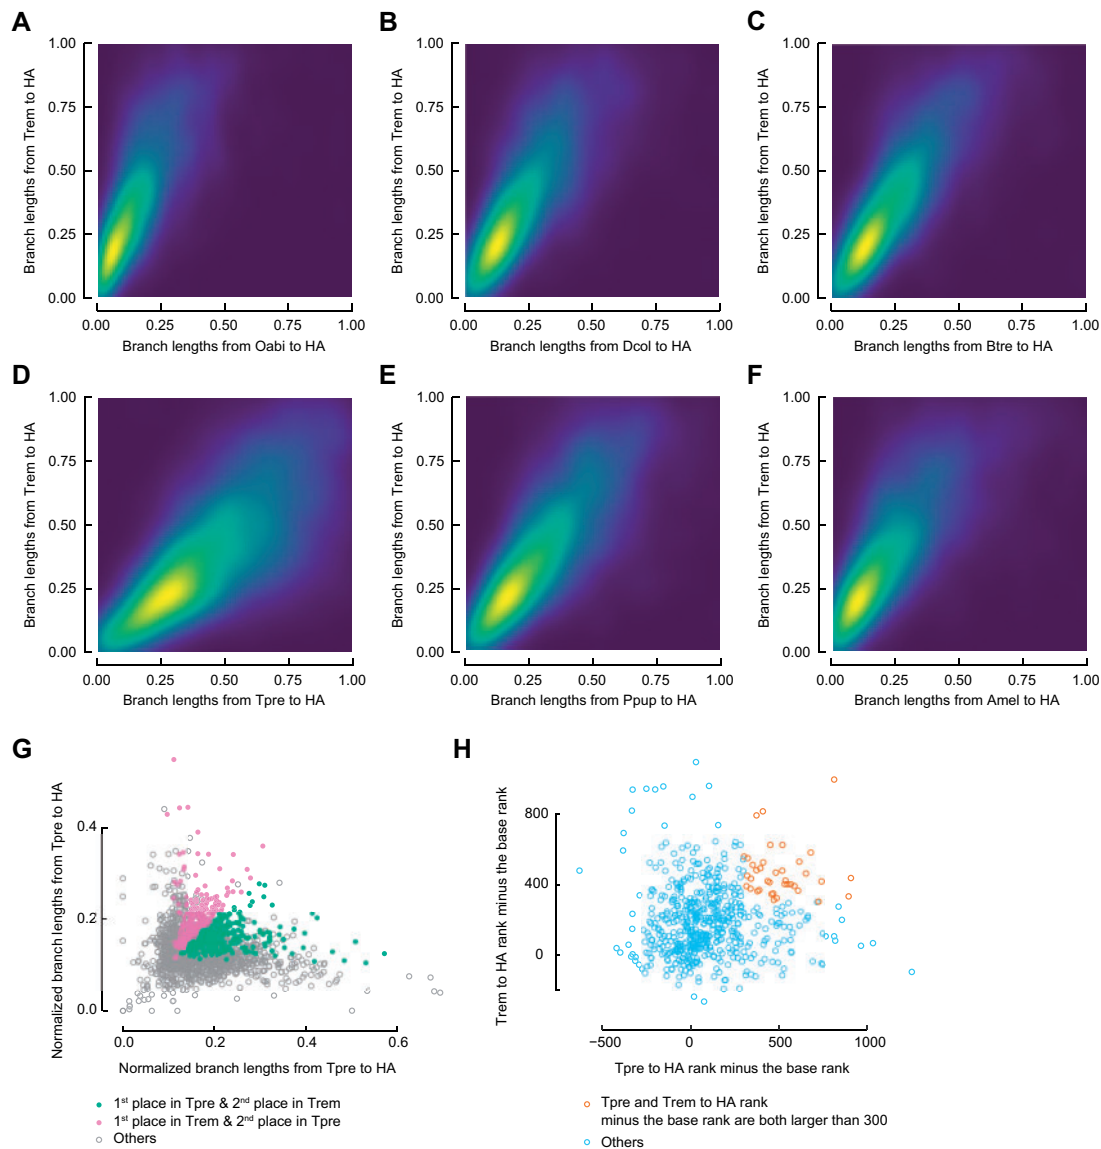 A
B
C
1.00
0.75
0.50
0.25
0.00
Branch lengths from Trem to HA
0.00 0.25 0.50 0.75 1.00
Branch lengths from Oabi to HA
1.00
0.75
0.50
0.25
0.00
Branch lengths from Trem to HA
0.00 0.25 0.50 0.75 1.00
Branch lengths from Dcol to HA
1.00
0.75
0.50
0.25
0.00
Branch lengths from Trem to HA
0.00 0.25 0.50 0.75 1.00
Branch lengths from Btre to HA
D
E
F
1.00
0.75
0.50
0.25
0.00
Branch lengths from Trem to HA
0.00 0.25 0.50 0.75 1.00
Branch lengths from Tpre to HA
1.00
0.75
0.50
0.25
0.00
Branch lengths from Trem to HA
0.00 0.25 0.50 0.75 1.00
Branch lengths from Ppup to HA
1.00
0.75
0.50
0.25
0.00
Branch lengths from Trem to HA
0.00 0.25 0.50 0.75 1.00
Branch lengths from Amel to HA
G
Normalized branch lengths from Tpre to HA
0.4
0.2
0.0
0.0 0.2 0.4 0.6
Normalized branch lengths from Tpre to HA
1st place in Tpre & 2nd place in Trem
1st place in Trem & 2nd place in Tpre
Others
H
Trem to HA rank minus the base rank
800
400
0
−500 0 500 1000
Tpre to HA rank minus the base rank
Tpre and Trem to HA rank
minus the base rank are both larger than 300
Others